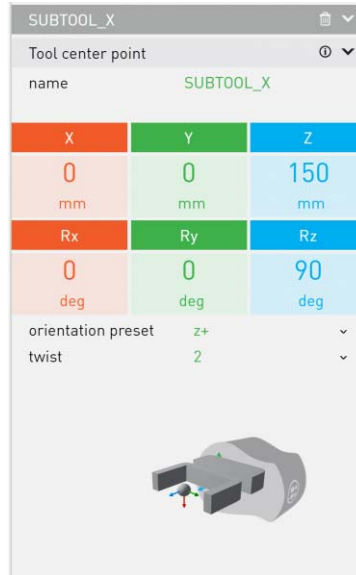 SUBTOOL_X
Tool center point
name SUBTOOL_X
X Y Z
0 0 150
mm mm mm
Rx Ry Rz
0 0 90
deg deg deg
orientation preset z+
twist 2